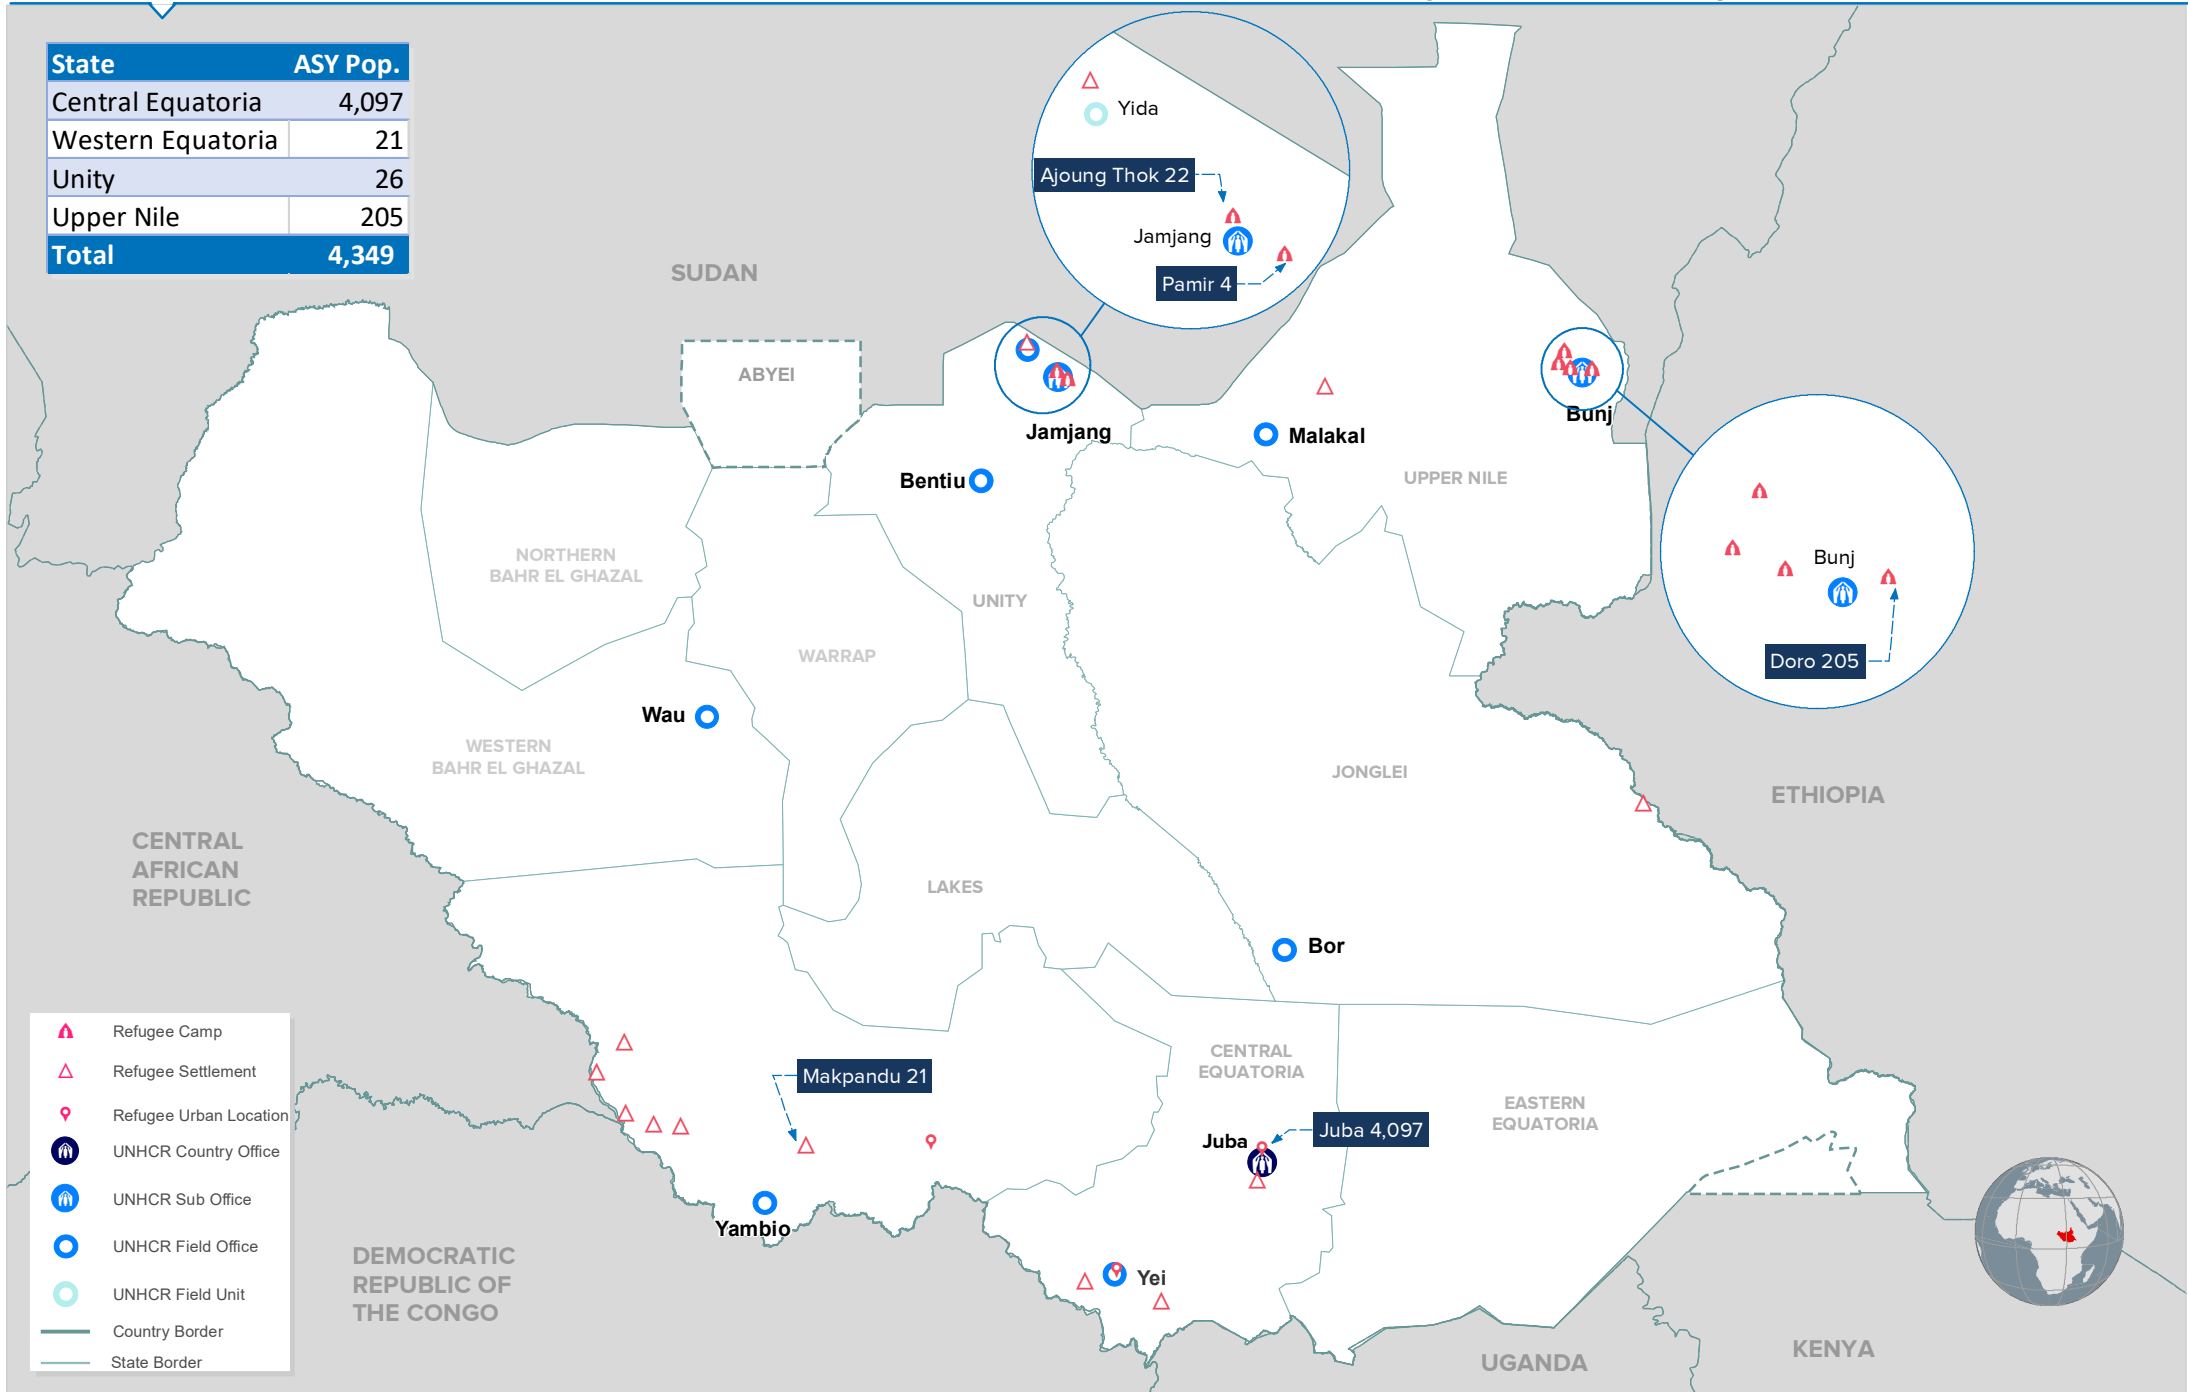 State ASY Pop.
Central Equatoria 4,097
Western Equatoria 21
Unity 26
Upper Nile 205
Total 4,349
Yida
Ajoung Thok 22
Jamjang
Pamir 4
SUDAN
ABYEI
Jamjang
Bentiu
Malakal
Bunj
UPPER NILE
Bunj
Doro 205
NORTHERN
BAHR EL GHAZAL
UNITY
WARRAP
Wau
WESTERN
BAHR EL GHAZAL
JONGLEI
ETHIOPIA
CENTRAL
AFRICAN
REPUBLIC
LAKES
Bor
Makpandu 21
CENTRAL
EQUATORIA
EASTERN
EQUATORIA
Juba
Juba 4,097
Yambio
Yei
DEMOCRATIC
REPUBLIC OF
THE CONGO
UGANDA
KENYA
Refugee Camp
Refugee Settlement
Refugee Urban Location
UNHCR Country Office
UNHCR Sub Office
UNHCR Field Office
UNHCR Field Unit
Country Border
State Border